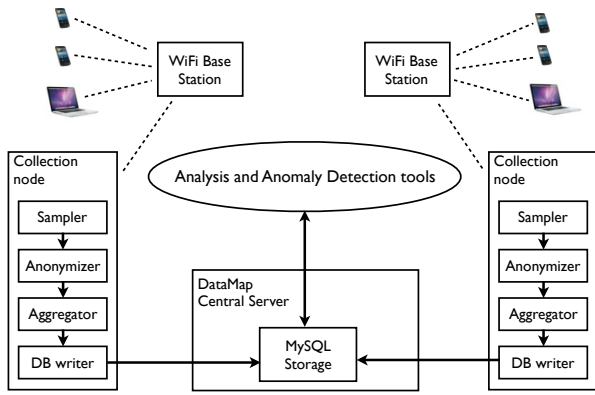 WiFi Base
Station
WiFi Base
Station
Collection
node
Sampler
Anonymizer
Aggregator
DB writer
Analysis and Anomaly Detection tools
DataMap
Central Server
MySQL
Storage
Collection
node
Sampler
Anonymizer
Aggregator
DB writer